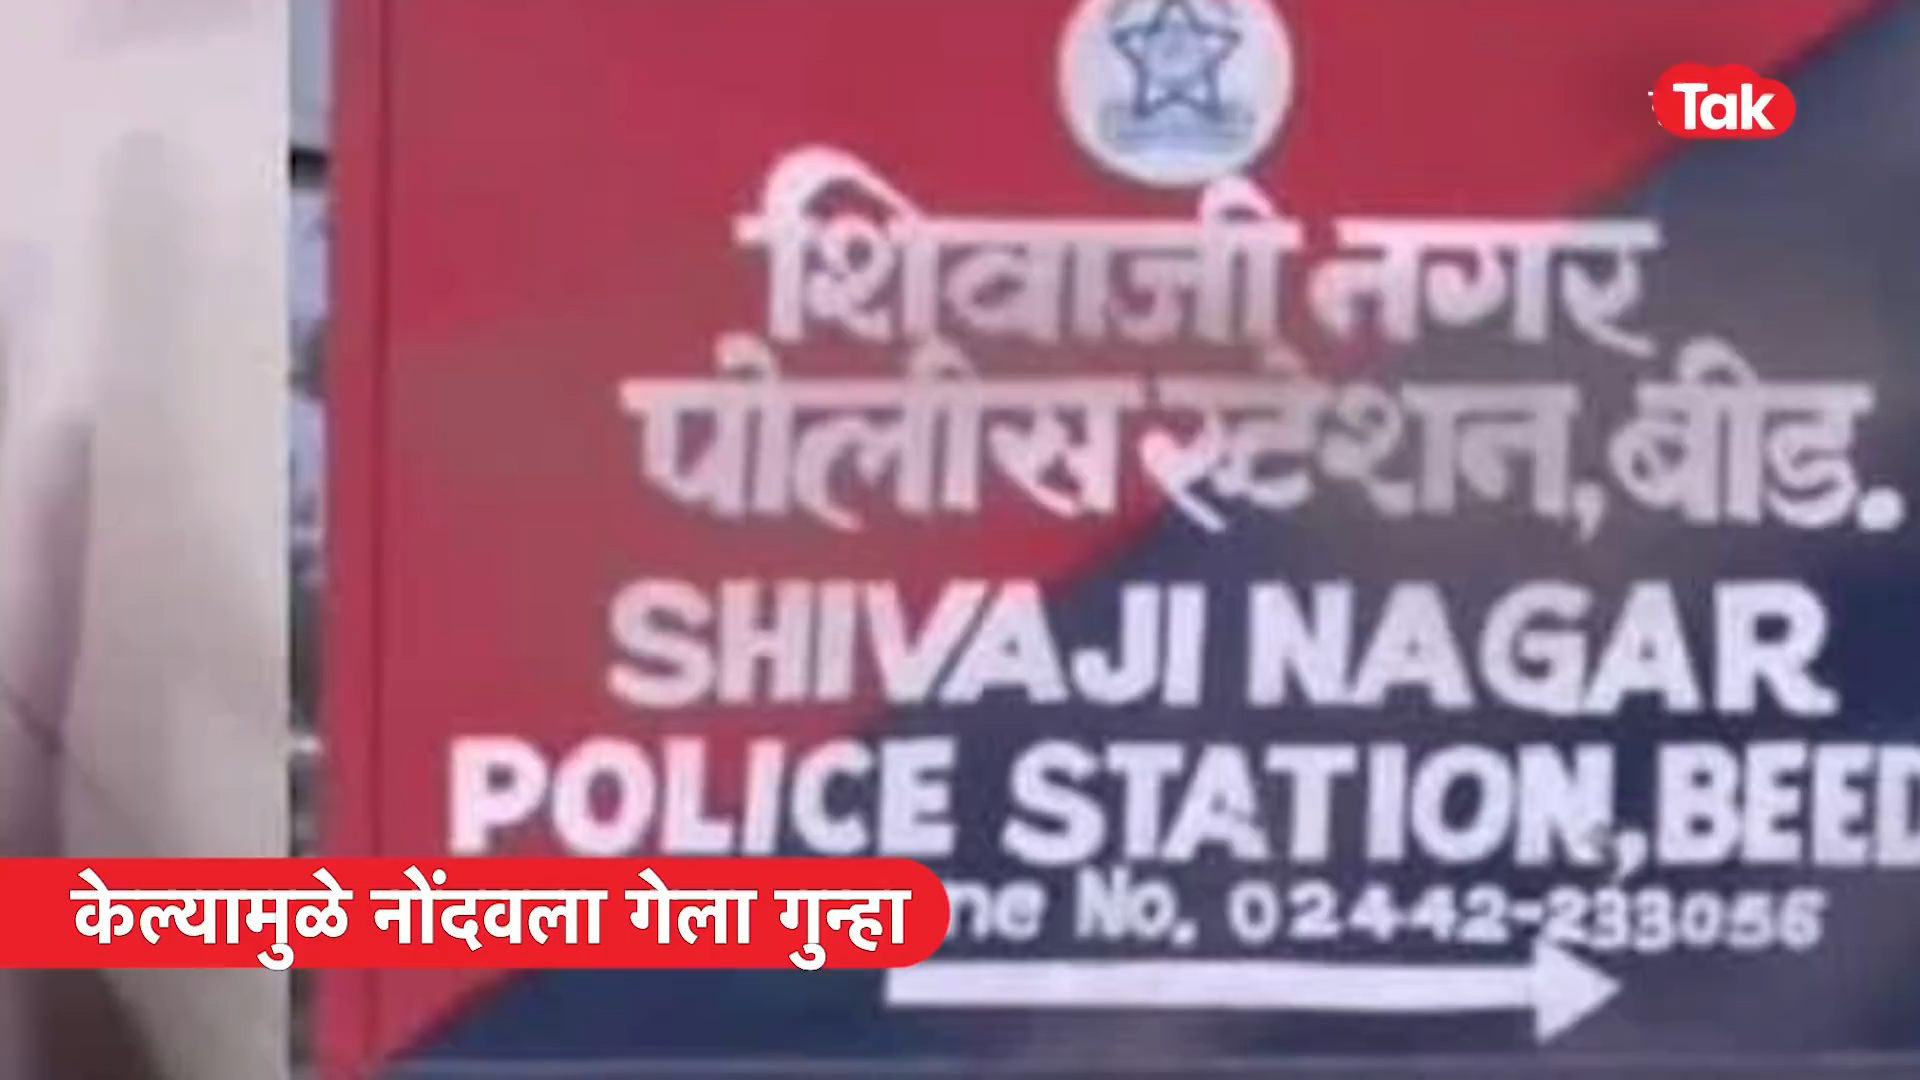 Tak
शिवाजी नगर
पोलीस स्टेशन, बीड.
SHIVAJI NAGAR
POLICE STATION, BEED
केल्यामुळे नोंदवला गेला गुन्हा
No. 02442-233056